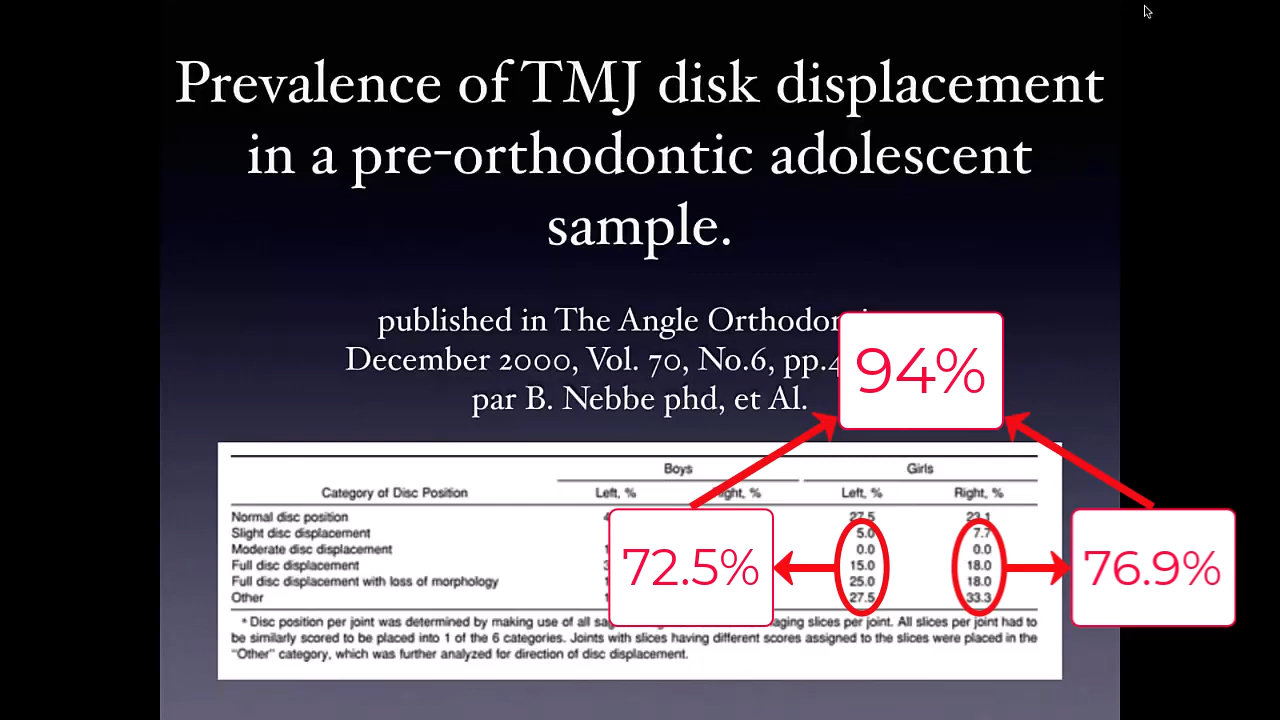 Prevalence of TMJ disk displacement
in a pre-orthodontic adolescent
sample.
published in The Angle
December 2000, Vol. 70, No.6,
94%
par B. Nebbe phd, et Al.
Boys Girls
Category of Disc Position Left, % Left, % Right, %
Normal disc position 27.5 23.1
Slight disc displacement 5.0 7.7
Moderate disc displacement 0.0 0.0
Full disc displacement 15.0 18.0
Full disc displacement with loss of morphology 25.0 18.0
Other 27.5 33.3
72.5%
76.9%
* Disc position per joint was determined by making use of all slices per joint. All slices per joint had to
be similarly scored to be placed into 1 of the 6 categories. Joints with slices having different scores assigned to the slices were placed in the
"Other" category, which was further analyzed for direction of disc displacement.